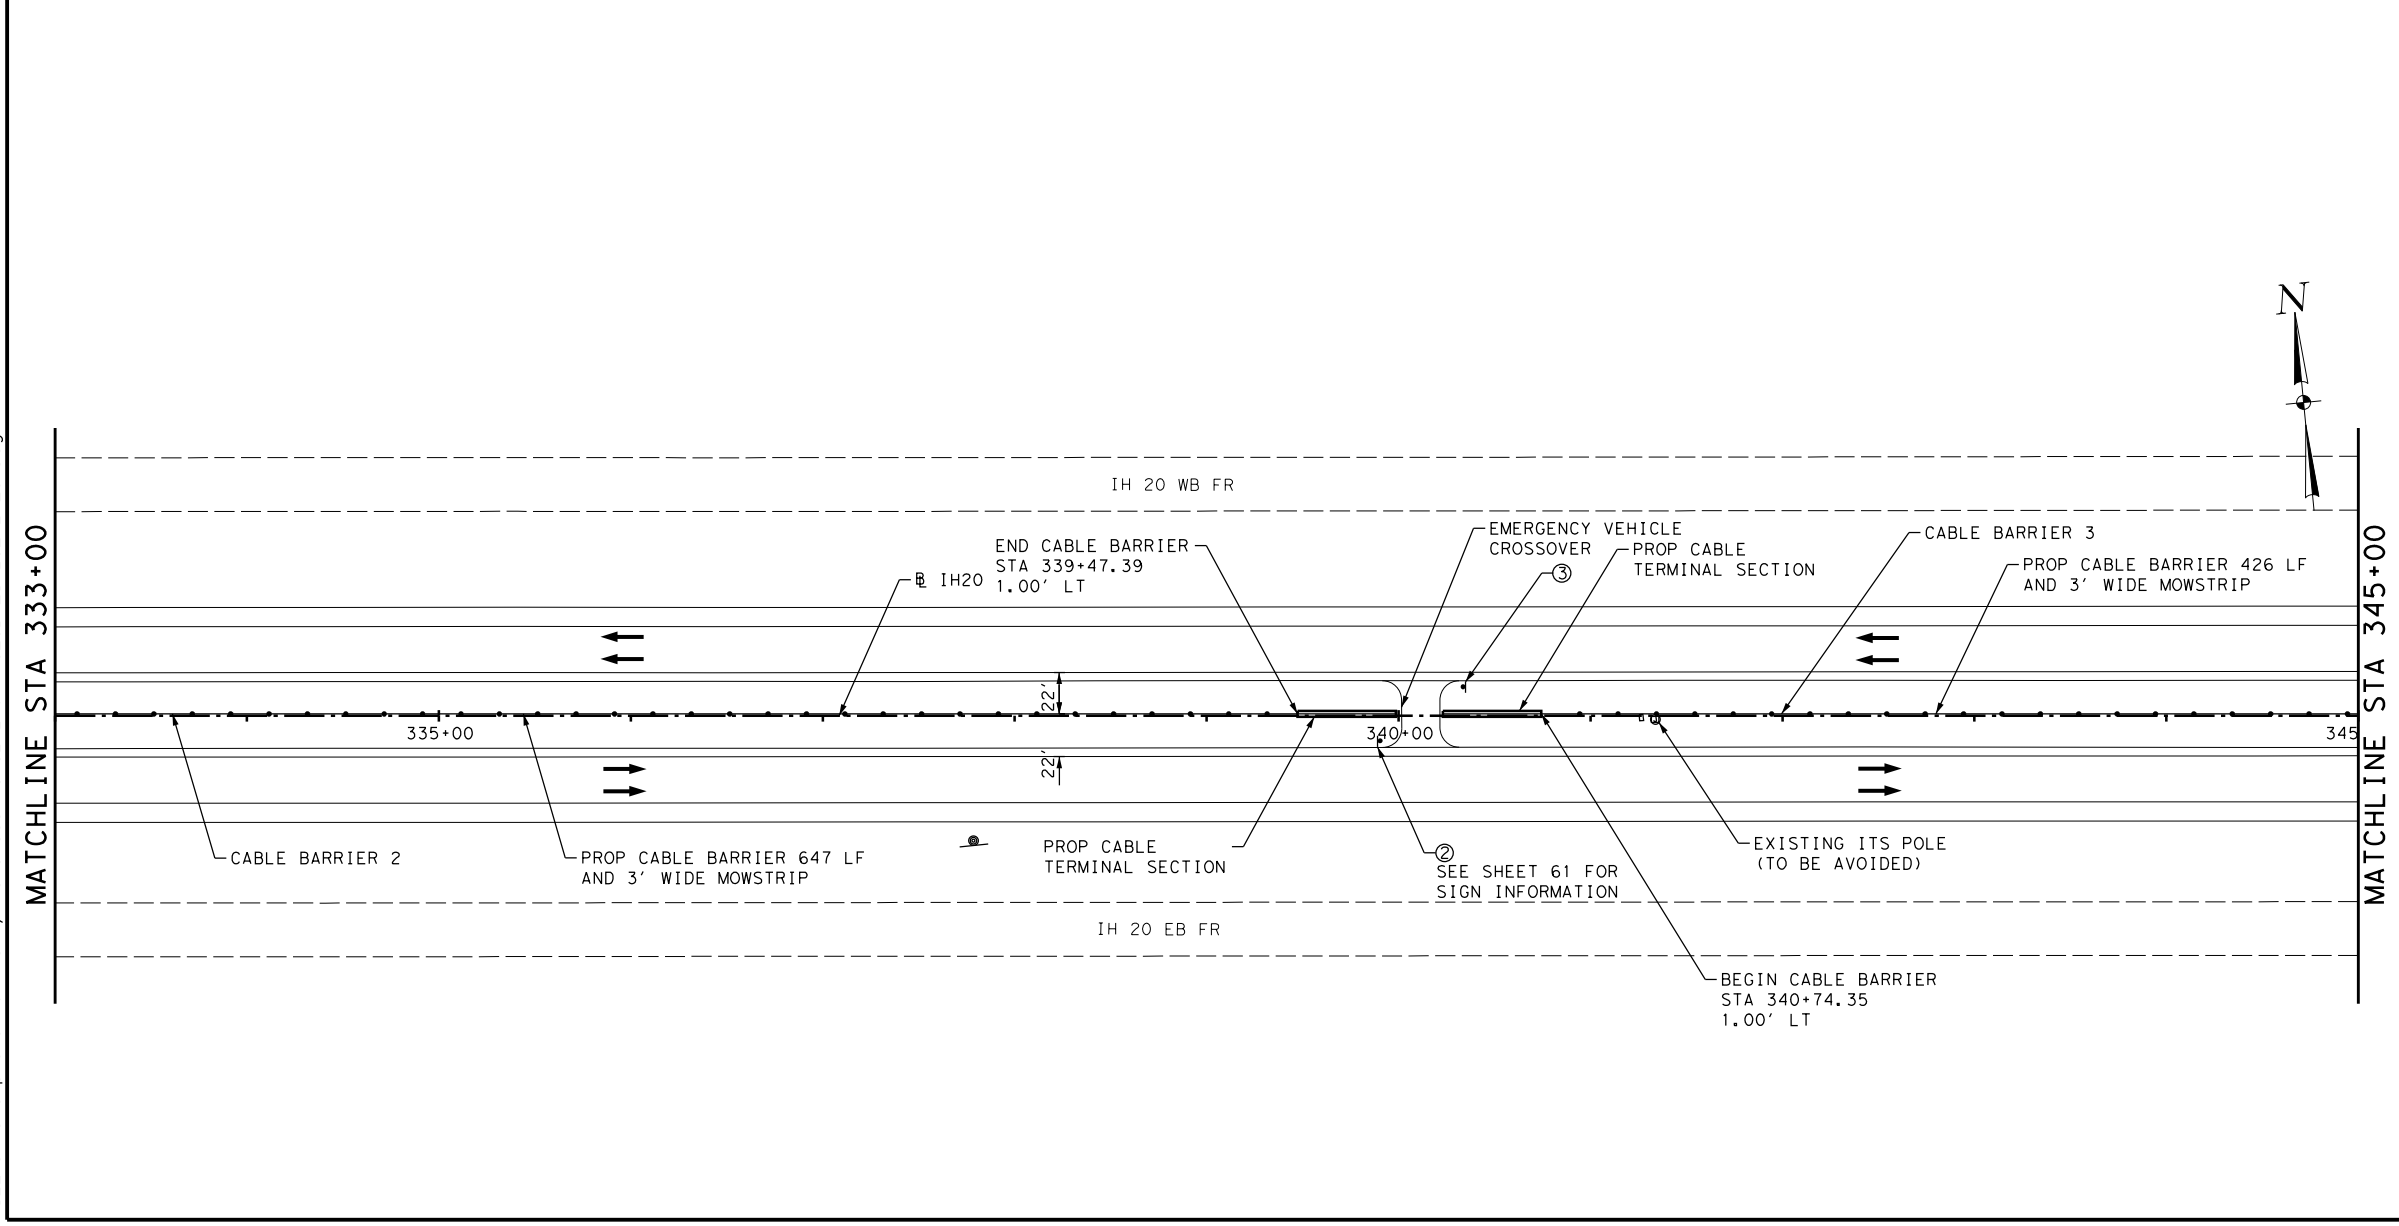 N
IH 20 WB FR
MATCHLINE STA 333+00
MATCHLINE STA 345+00
END CABLE BARRIER
STA 339+47.39
1.00' LT
℄ IH20
EMERGENCY VEHICLE
CROSSOVER
3
PROP CABLE
TERMINAL SECTION
CABLE BARRIER 3
PROP CABLE BARRIER 426 LF
AND 3' WIDE MOWSTRIP
22'
335+00
340+00
345
22'
CABLE BARRIER 2
PROP CABLE BARRIER 647 LF
AND 3' WIDE MOWSTRIP
PROP CABLE
TERMINAL SECTION
2
SEE SHEET 61 FOR
SIGN INFORMATION
EXISTING ITS POLE
(TO BE AVOIDED)
IH 20 EB FR
BEGIN CABLE BARRIER
STA 340+74.35
1.00' LT